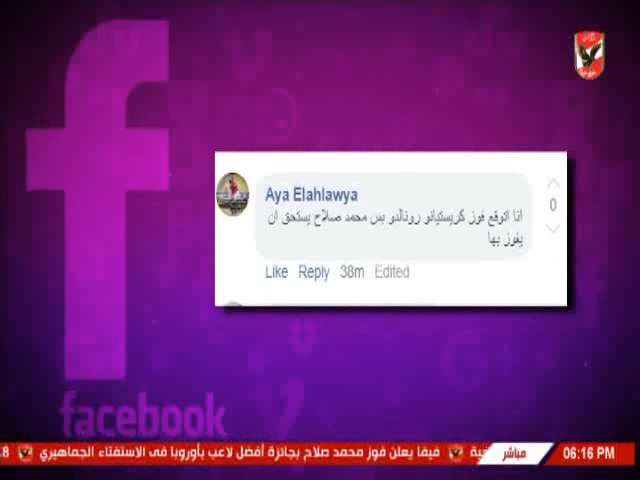 Aya Elahlawya
انا اتوقع فوز كريستيانو رونالدو بس محمد صلاح يستحق ان
يفوز بها
0
Like Reply 38m Edited
facebook
فيفا يعلن فوز محمد صلاح بجائزة أفضل لاعب بأوروبا فى الاستفتاء الجماهيري
مباشر
06:16 PM